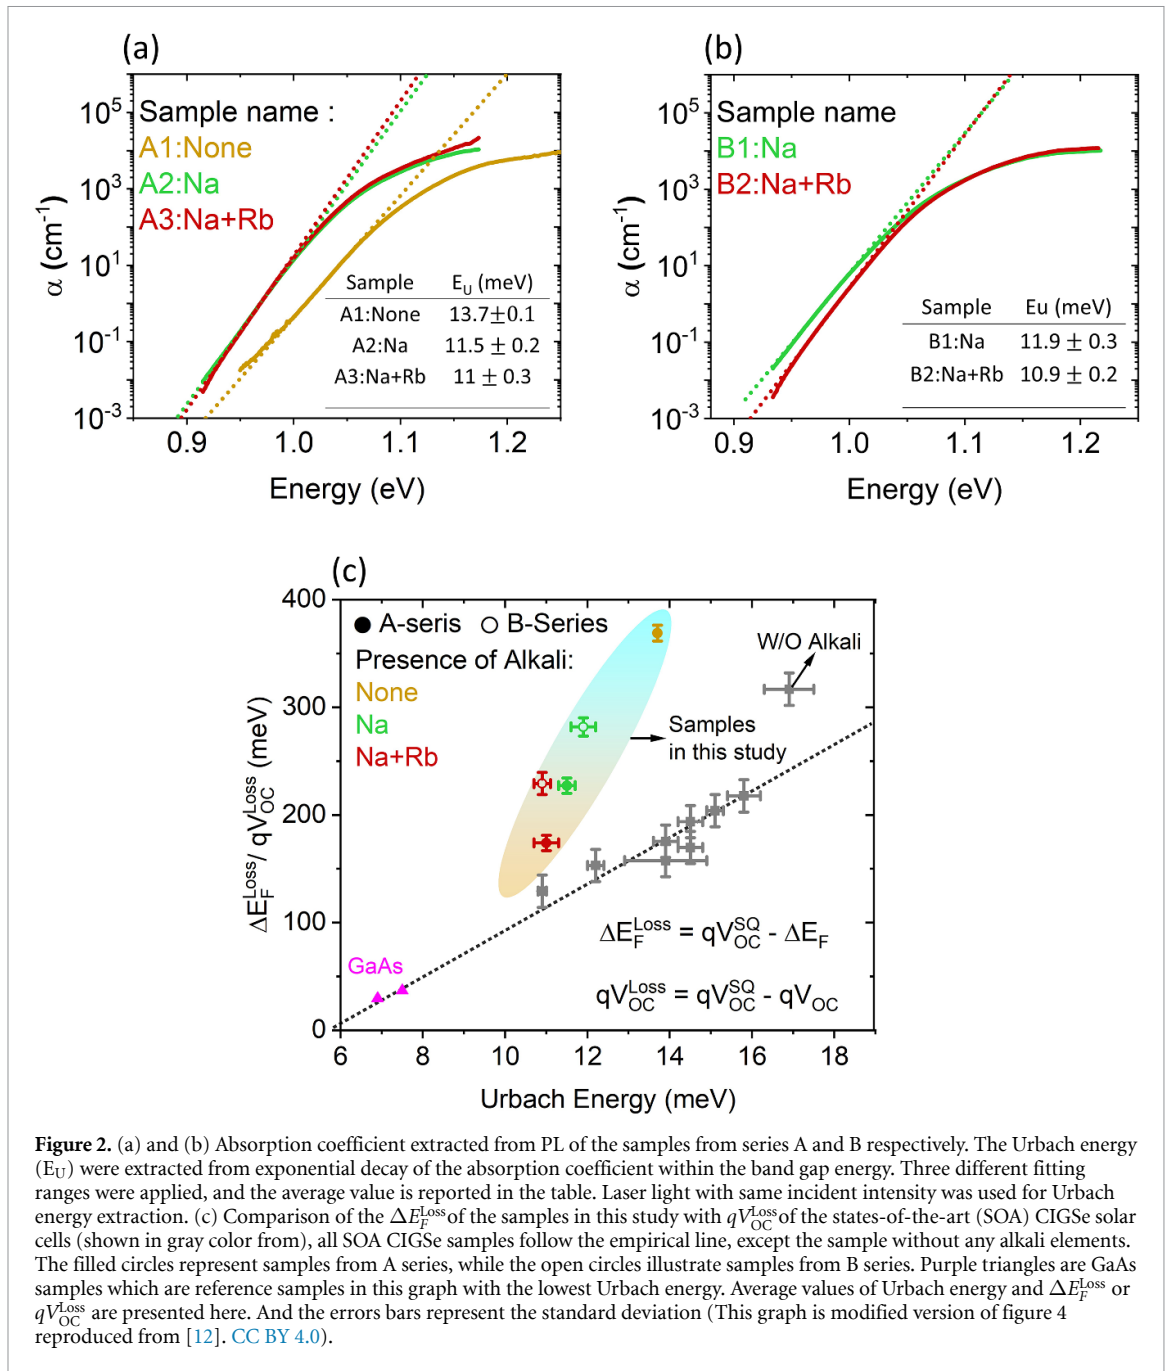 (a)
Sample name :
A1:None
A2:Na
A3:Na+Rb
α (cm⁻¹)
10⁵
10³
10¹
10⁻¹
10⁻³
Sample E_U (meV)
A1:None 13.7±0.1
A2:Na 11.5 ± 0.2
A3:Na+Rb 11 ± 0.3
0.9 1.0 1.1 1.2
Energy (eV)
(b)
Sample name
B1:Na
B2:Na+Rb
α (cm⁻¹)
10⁵
10³
10¹
10⁻¹
10⁻³
Sample Eu (meV)
B1:Na 11.9 ± 0.3
B2:Na+Rb 10.9 ± 0.2
0.9 1.0 1.1 1.2
Energy (eV)
(c)
A-seris B-Series
Presence of Alkali:
None
Na
Na+Rb
W/O Alkali
Samples
in this study
GaAs
ΔE_F^Loss = qV_OC^SQ - ΔE_F
qV_OC^Loss = qV_OC^SQ - qV_OC
ΔE_F^Loss/ qV_OC^Loss (meV)
400
300
200
100
0
6 8 10 12 14 16 18
Urbach Energy (meV)
Figure 2. (a) and (b) Absorption coefficient extracted from PL of the samples from series A and B respectively. The Urbach energy
(E_U) were extracted from exponential decay of the absorption coefficient within the band gap energy. Three different fitting
ranges were applied, and the average value is reported in the table. Laser light with same incident intensity was used for Urbach
energy extraction. (c) Comparison of the ΔE_F^Loss of the samples in this study with qV_OC^Loss of the states-of-the-art (SOA) CIGSe solar
cells (shown in gray color from), all SOA CIGSe samples follow the empirical line, except the sample without any alkali elements.
The filled circles represent samples from A series, while the open circles illustrate samples from B series. Purple triangles are GaAs
samples which are reference samples in this graph with the lowest Urbach energy. Average values of Urbach energy and ΔE_F^Loss or
qV_OC^Loss are presented here. And the errors bars represent the standard deviation (This graph is modified version of figure 4
reproduced from [12]. CC BY 4.0).